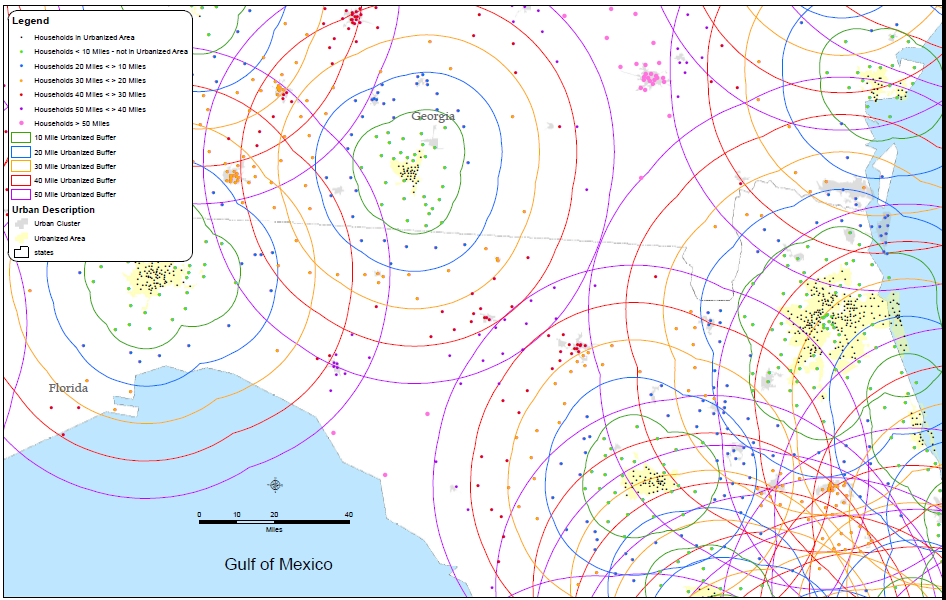 Legend
Households in Urbanized Area
Households < 10 Miles - not in Urbanized Area
Households 20 Miles <> 10 Miles
Households 30 Miles <> 20 Miles
Households 40 Miles <> 30 Miles
Households 50 Miles <> 40 Miles
Households > 50 Miles
10 Mile Urbanized Buffer
20 Mile Urbanized Buffer
30 Mile Urbanized Buffer
40 Mile Urbanized Buffer
50 Mile Urbanized Buffer
Urban Description
Urban Cluster
Urbanized Area
states
Georgia
Florida
0 10 20 40
Miles
Gulf of Mexico